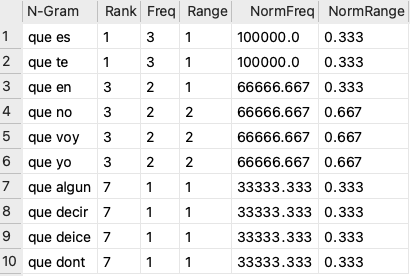 N-Gram Rank Freq Range NormFreq NormRange
1 que es 1 3 1 100000.0 0.333
2 que te 1 3 1 100000.0 0.333
3 que en 3 2 1 66666.667 0.333
4 que no 3 2 2 66666.667 0.667
5 que voy 3 2 2 66666.667 0.667
6 que yo 3 2 2 66666.667 0.667
7 que algun 7 1 1 33333.333 0.333
8 que decir 7 1 1 33333.333 0.333
9 que deice 7 1 1 33333.333 0.333
10 que dont 7 1 1 33333.333 0.333